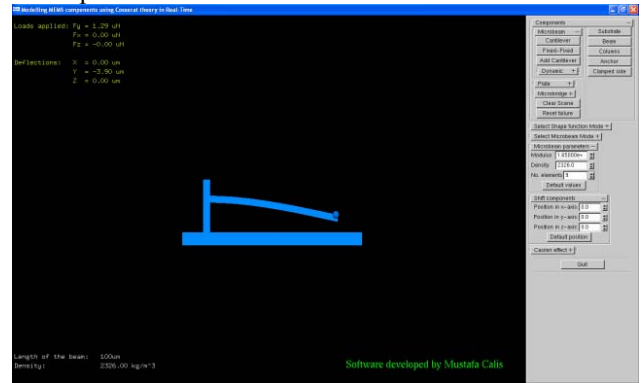 Modelling MEMS components using Cosserat theory in Real Time
Loads applied: Fy = 1.29 uN
Fx = 0.00 uN
Fz = -0.00 uN
Deflections: X = 0.00 um
Y = -3.90 um
Z = 0.00 um
Length of the beam: 100um
Density: 2326.00 kg/m^3
Software developed by Mustafa Calis
Components
Microbeam
Cantilever
Fixed-Fixed
Add Cantilever
Dynamic +
Plate +
Microbridge +
Clear Scene
Reset failure
Substrate
Beam
Columns
Anchor
Clamped side
Select Shape function Mode +
Select Microbeam Mode +
Microbeam parameters
Modulus
Density 2326.0
No. elements
Default values
Shift components
Position in x-axis 0.0
Position in y-axis 0.0
Position in z-axis 0.0
Default position
Casimir effect +
Quit